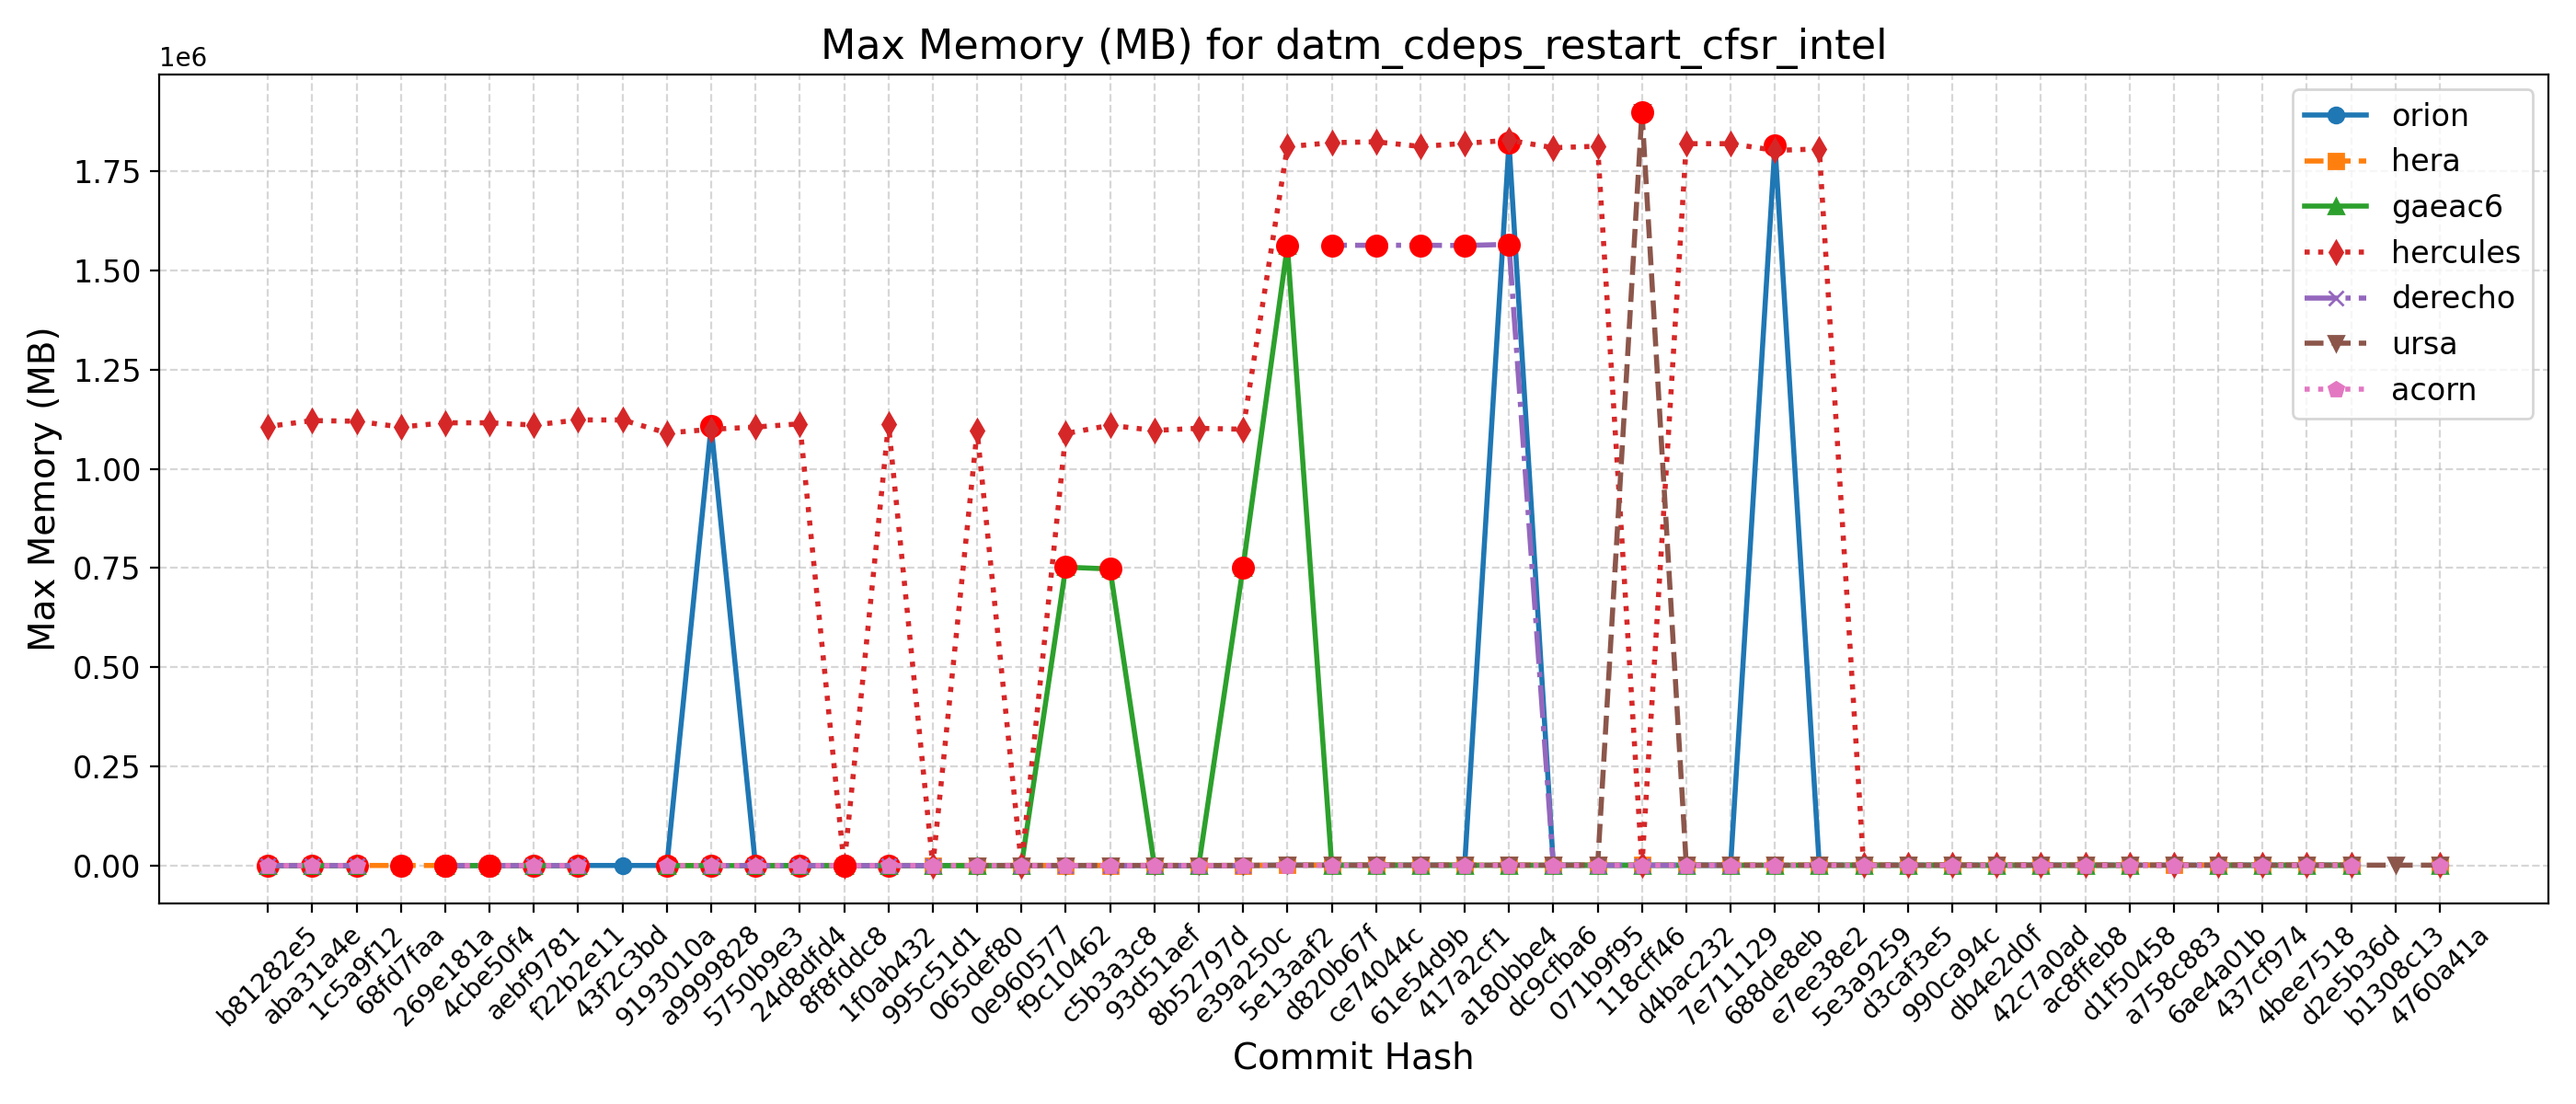 Max Memory (MB) for datm_cdeps_restart_cfsr_intel
1e6
Max Memory (MB)
1.75
1.50
1.25
1.00
0.75
0.50
0.25
0.00
orion
hera
gaeac6
hercules
derecho
ursa
acorn
b81282e5
aba31a4e
1c5a9f12
68fd7faa
269e181a
4cbe50f4
aebf9781
f22b2e11
43f2c3bd
9193010a
a9999828
5750b9e3
24d8dfd4
8f8fddc8
1f0ab432
995c51d1
065def80
0e960577
f9c10462
c5b3a3c8
93d51aef
8b52797d
e39a250c
5e13aaf2
d820b67f
ce74044c
61e54d9b
417a2cf1
a180bbe4
dc9cfba6
071b9f95
118cff46
d4bac232
7e711129
688de8eb
e7ee38e2
5e3a9259
d3caf3e5
990ca94c
db4e2d0f
42c7a0ad
ac8ffeb8
d1f50458
a758c883
6ae4a01b
437cf974
4bee7518
d2e5b36d
b1308c13
4760a41a
Commit Hash